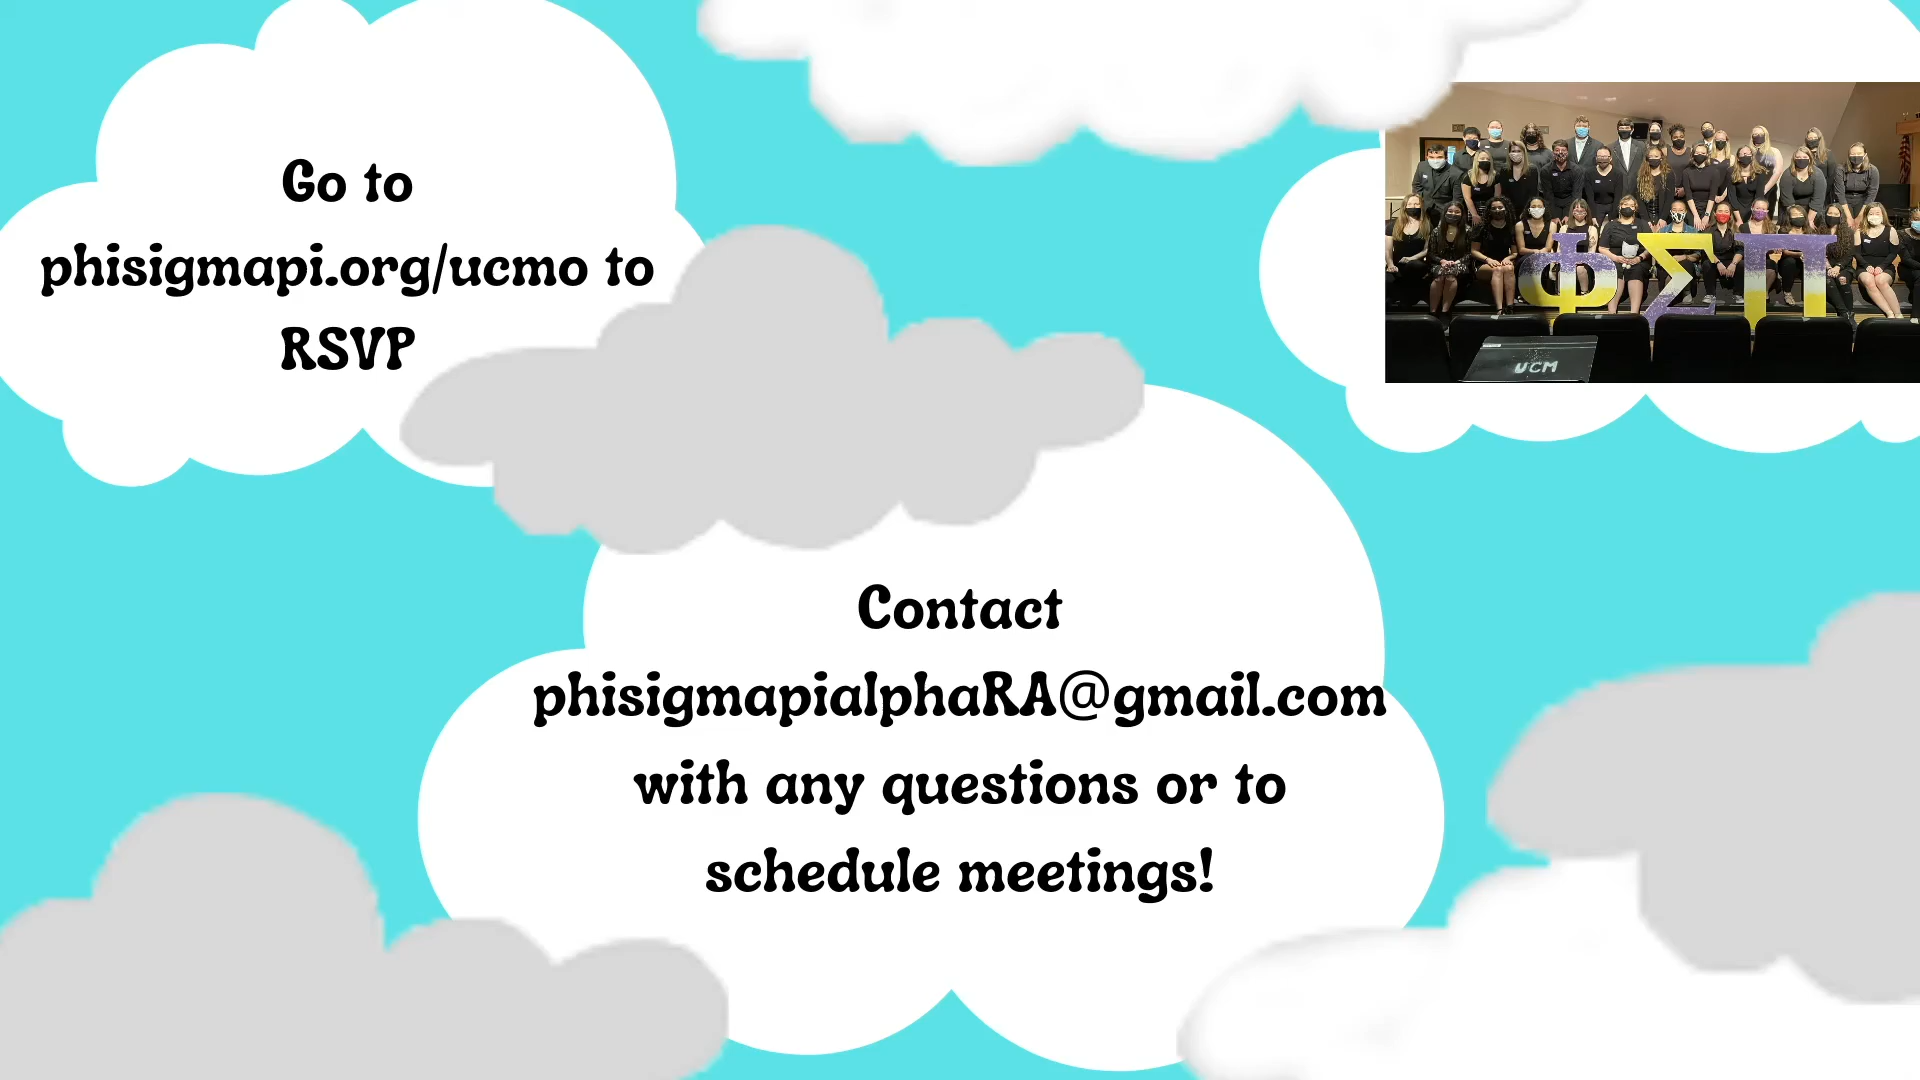 Go to
phisigmapi.org/ucmo to
RSVP
ΦΣΠ
UCM
Contact
phisigmapialphaRA@gmail.com
with any questions or to
schedule meetings!